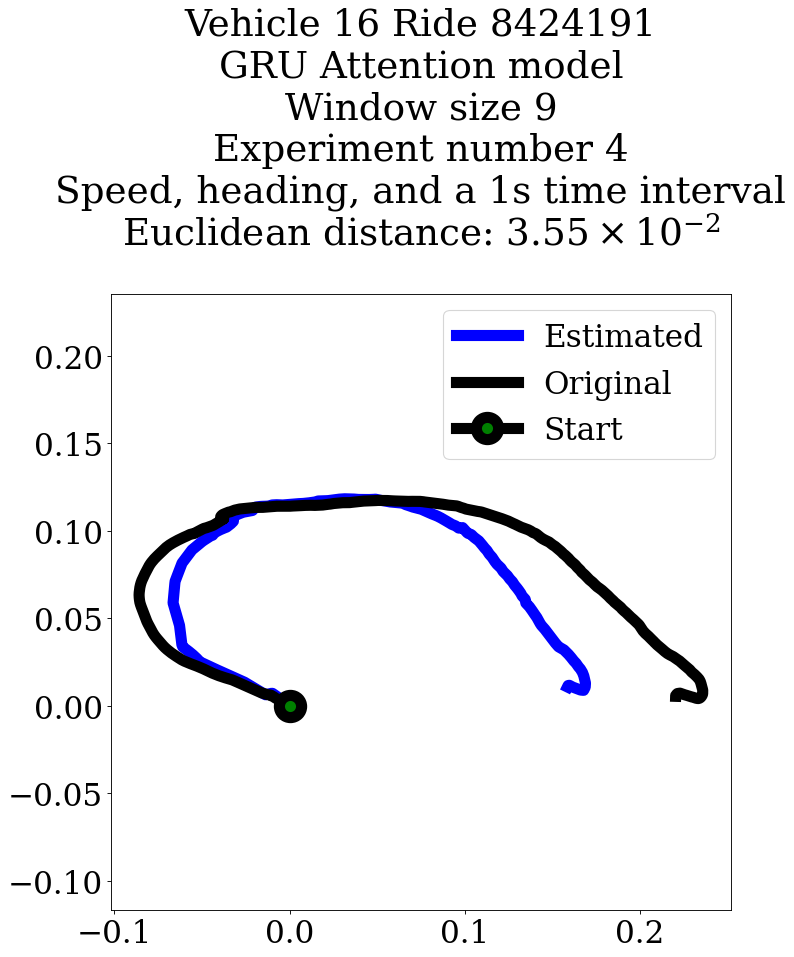 Vehicle 16 Ride 8424191
GRU Attention model
Window size 9
Experiment number 4
Speed, heading, and a 1s time interval
Euclidean distance: 3.55 × 10⁻²
Estimated
Original
Start
0.20
0.15
0.10
0.05
0.00
−0.05
−0.10
−0.1 0.0 0.1 0.2